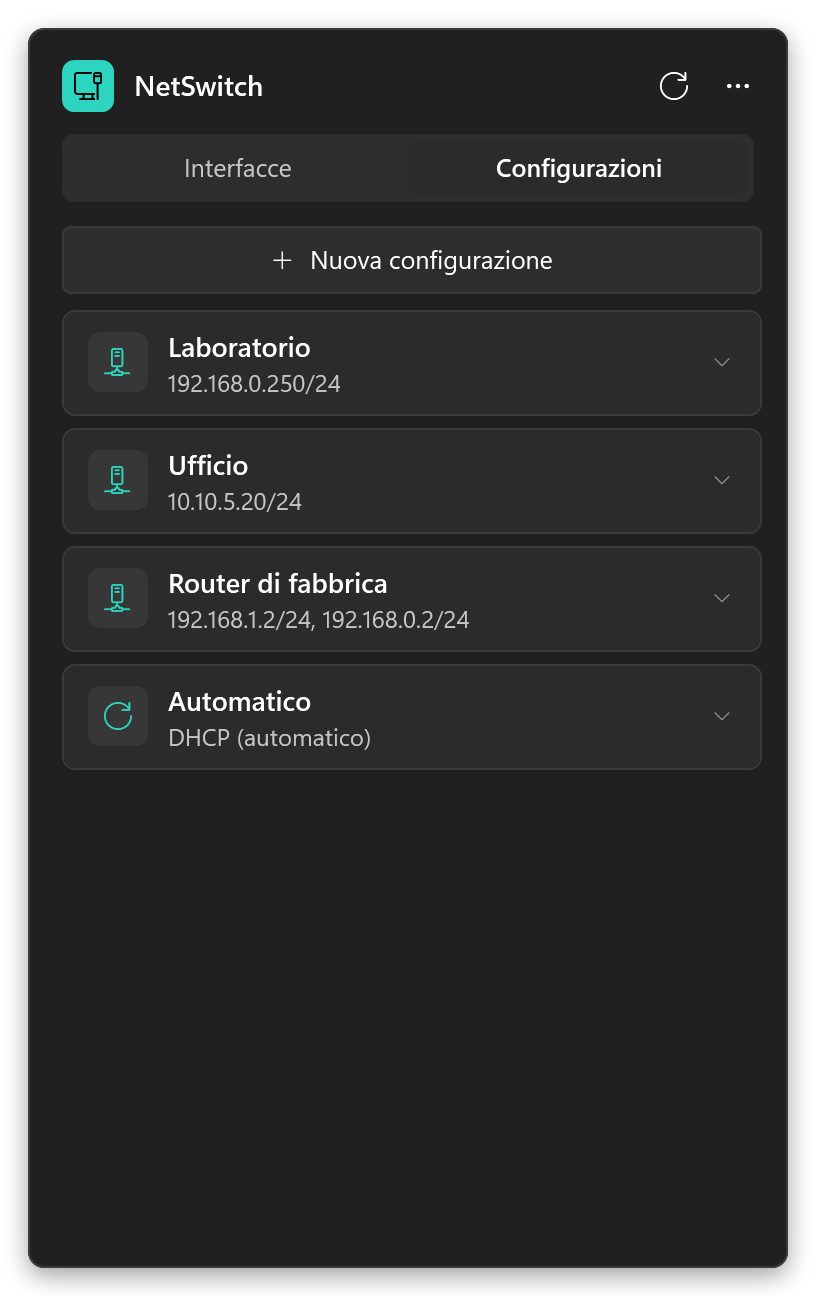 NetSwitch
Interfacce
Configurazioni
Nuova configurazione
Laboratorio
192.168.0.250/24
Ufficio
10.10.5.20/24
Router di fabbrica
192.168.1.2/24, 192.168.0.2/24
Automatico
DHCP (automatico)